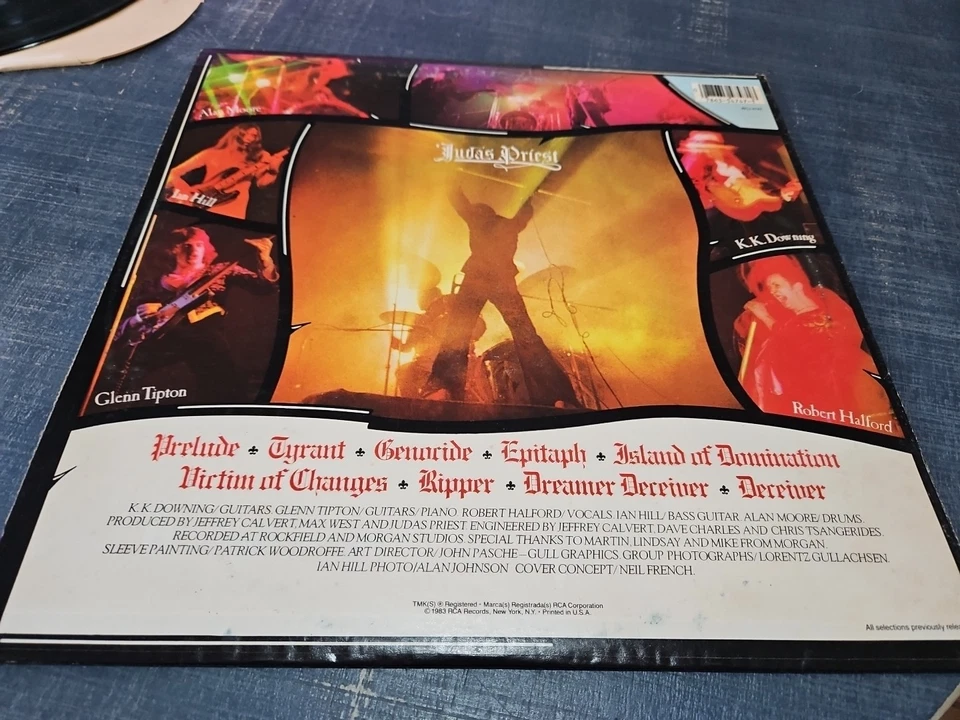 Alan Moore
Judas Priest
Ian Hill
K.K. Downing
Glenn Tipton
Robert Halford
Prelude ♣ Tyrant ♣ Genocide ♣ Epitaph ♣ Island of Domination
Victim of Changes ♣ Ripper ♣ Dreamer Deceiver ♣ Deceiver
K.K. DOWNING/GUITARS. GLENN TIPTON/GUITARS/PIANO. ROBERT HALFORD/VOCALS. IAN HILL/BASS GUITAR. ALAN MOORE/DRUMS.
PRODUCED BY JEFFREY CALVERT, MAX WEST AND JUDAS PRIEST. ENGINEERED BY JEFFREY CALVERT, DAVE CHARLES AND CHRIS TSANGERIDES.
RECORDED AT ROCKFIELD AND MORGAN STUDIOS. SPECIAL THANKS TO MARTIN, LINDSAY AND MIKE FROM MORGAN.
SLEEVE PAINTING/PATRICK WOODROFFE. ART DIRECTOR/JOHN PASCHE–GULL GRAPHICS. GROUP PHOTOGRAPHS/LORENTZ GULLACHSEN.
IAN HILL PHOTO/ALAN JOHNSON COVER CONCEPT/NEIL FRENCH.
TMK(S) ® Registered • Marca(s) Registrada(s) RCA Corporation
©1983 RCA Records, New York, N.Y. • Printed in U.S.A.
All selections previously rele